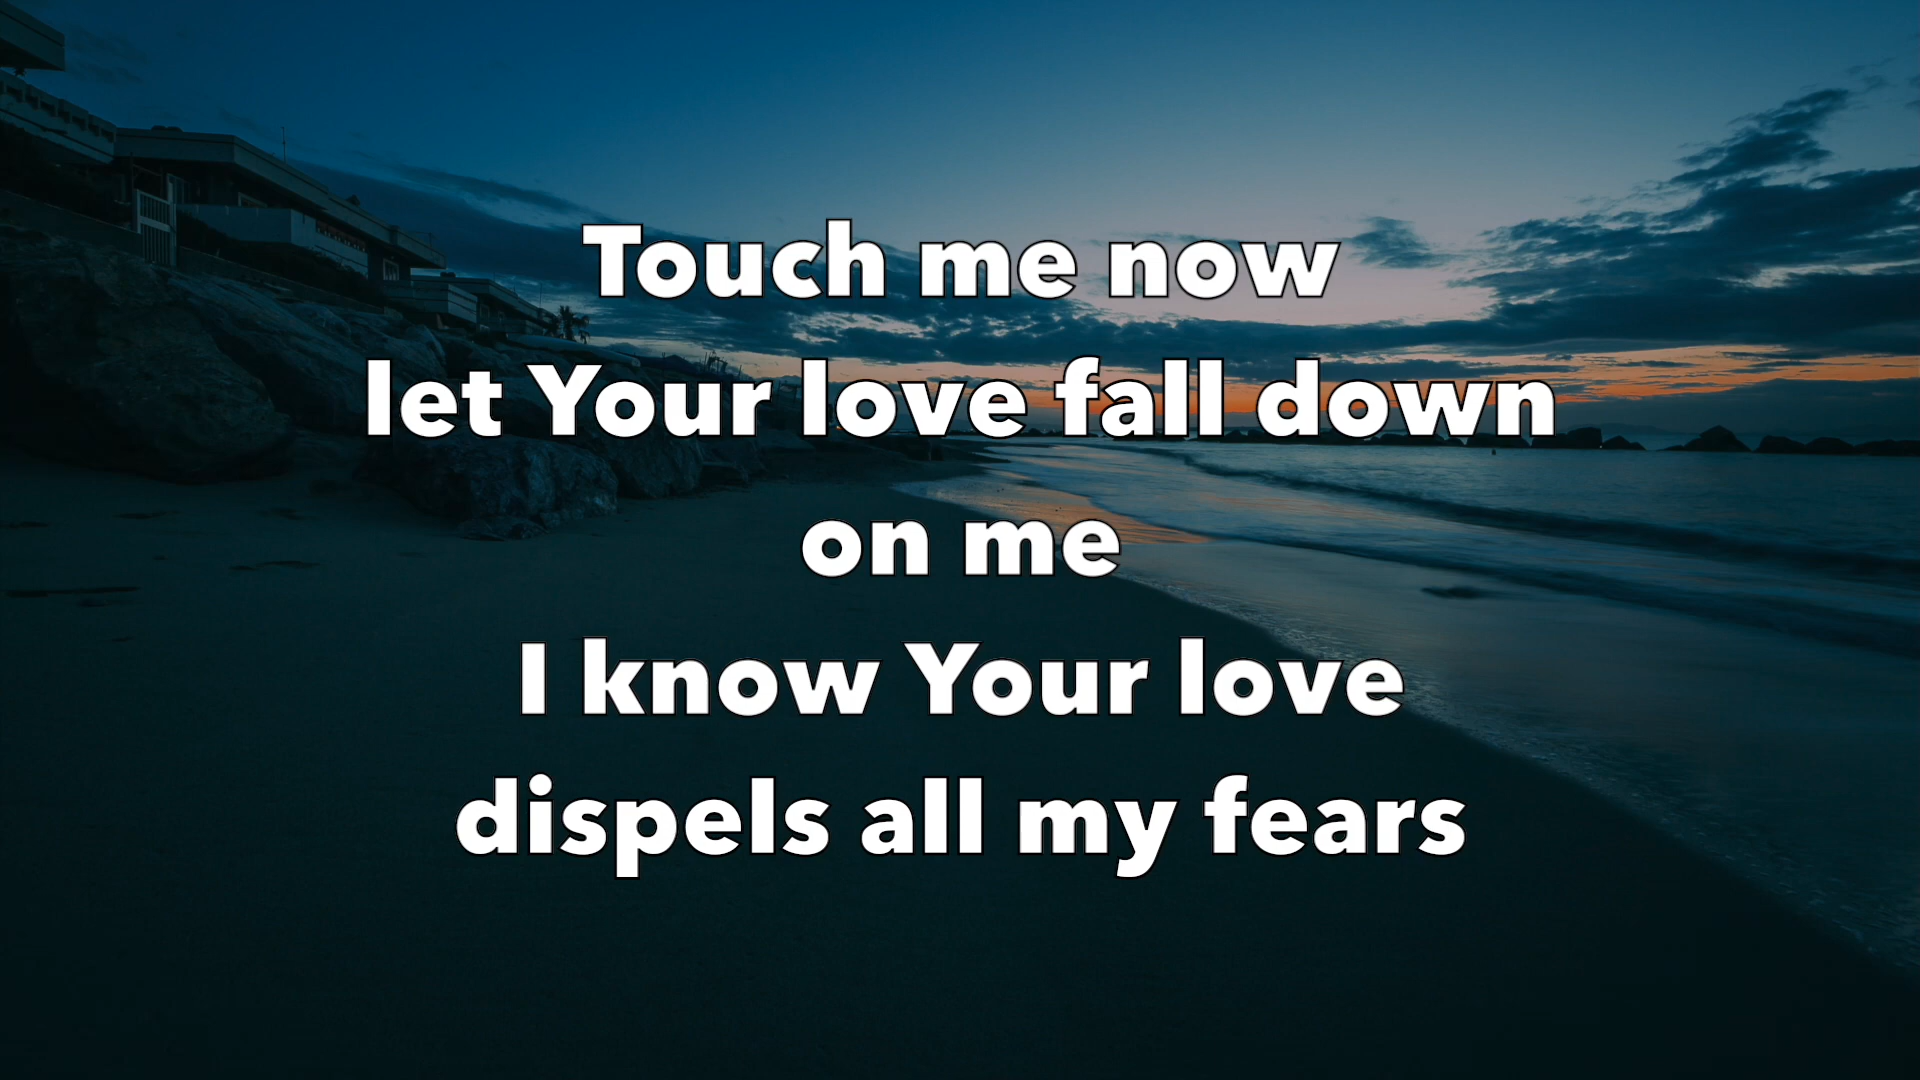 Touch me now
let Your love fall down
on me
I know Your love
dispels all my fears